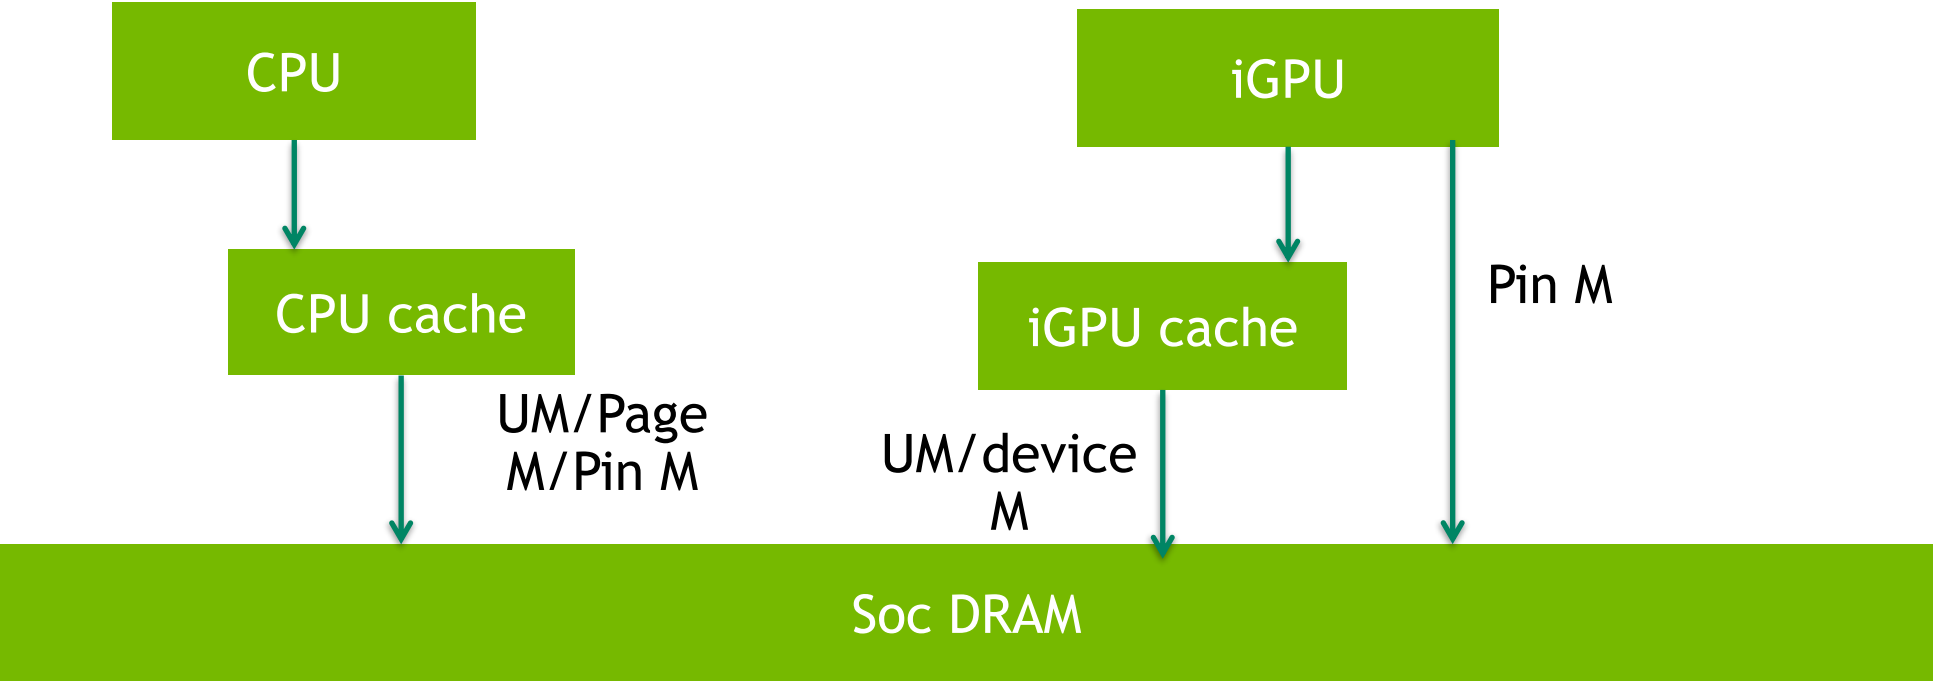 CPU
iGPU
CPU cache
iGPU cache
Pin M
UM/Page
M/Pin M
UM/device
M
Soc DRAM